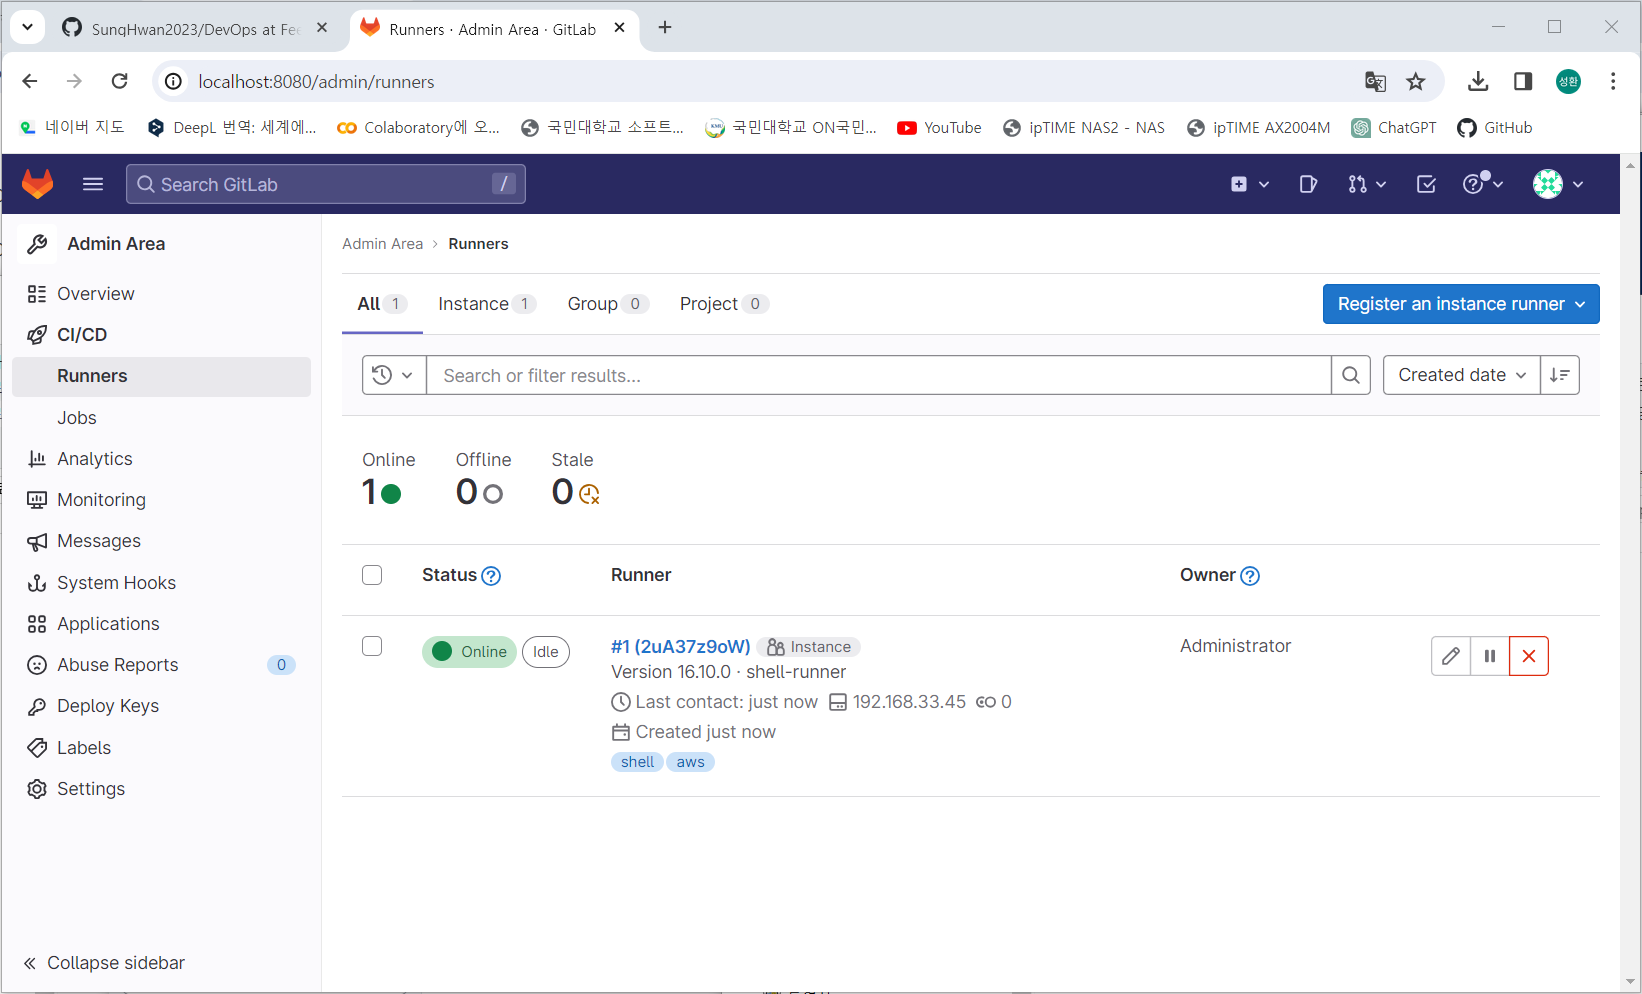 SungHwan2023/DevOps at Fee
Runners · Admin Area · GitLab
localhost:8080/admin/runners
성환
네이버 지도
DeepL 번역: 세계에...
Colaboratory에 오...
국민대학교 소프트...
국민대학교 ON국민...
YouTube
ipTIME NAS2 - NAS
ipTIME AX2004M
ChatGPT
GitHub
Search GitLab
/
Admin Area
Overview
CI/CD
Runners
Jobs
Analytics
Monitoring
Messages
System Hooks
Applications
Abuse Reports 0
Deploy Keys
Labels
Settings
Collapse sidebar
Admin Area › Runners
All 1 Instance 1 Group 0 Project 0
Register an instance runner
Search or filter results...
Created date
Online Offline Stale
1 0 0
Status Runner Owner
Online Idle #1 (2uA37z9oW) Instance Administrator
Version 16.10.0 · shell-runner
Last contact: just now 192.168.33.45 0
Created just now
shell aws